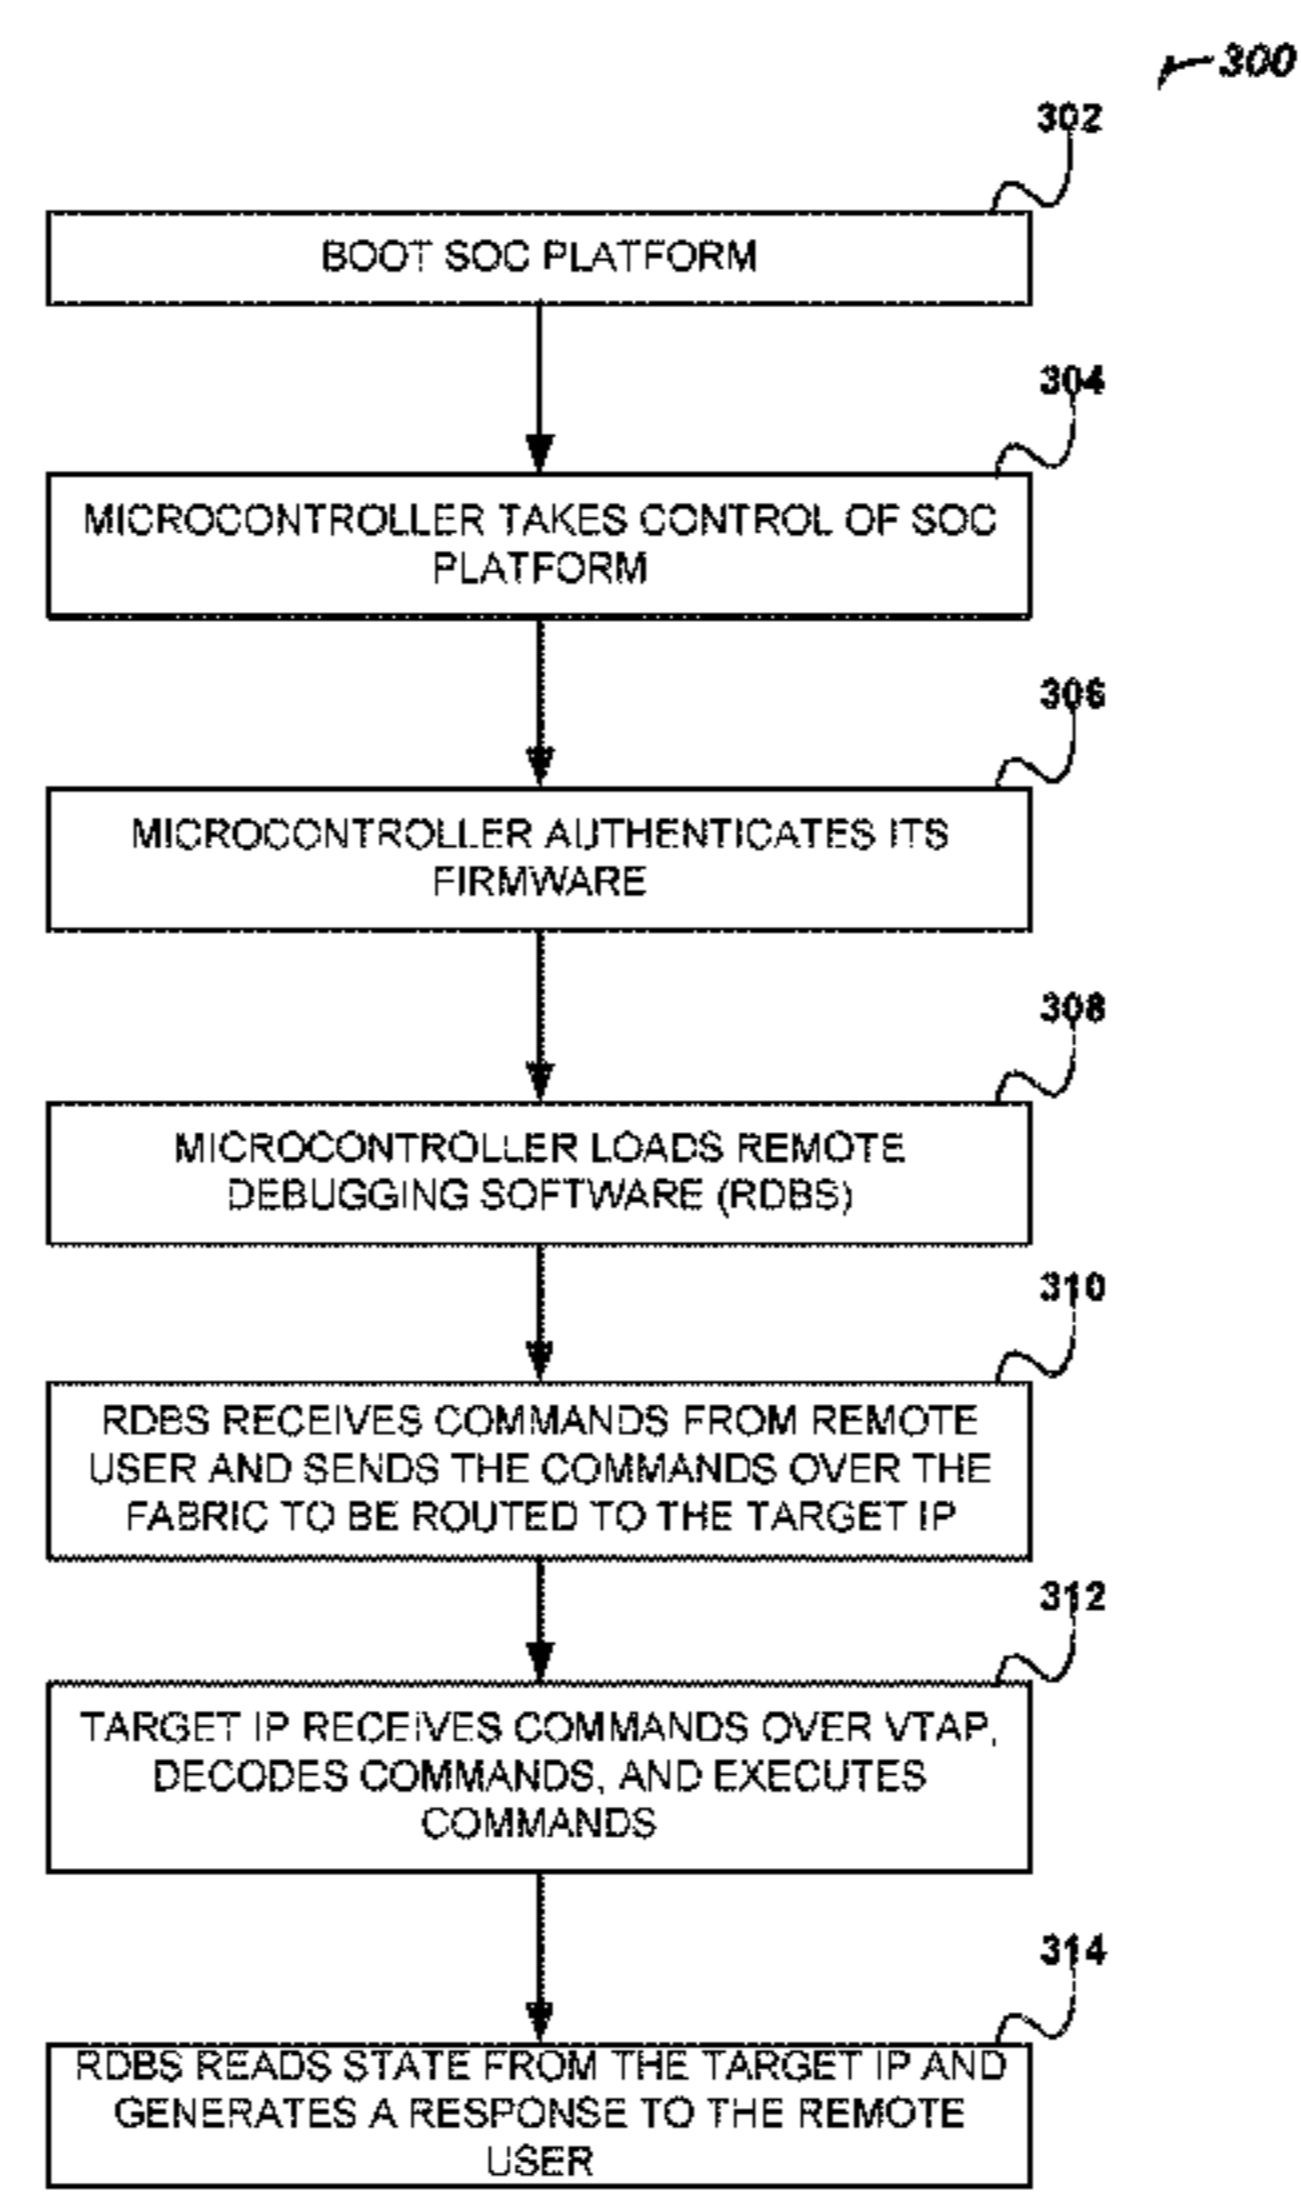 300
302
BOOT SOC PLATFORM
304
MICROCONTROLLER TAKES CONTROL OF SOC
PLATFORM
306
MICROCONTROLLER AUTHENTICATES ITS
FIRMWARE
308
MICROCONTROLLER LOADS REMOTE
DEBUGGING SOFTWARE (RDBS)
310
RDBS RECEIVES COMMANDS FROM REMOTE
USER AND SENDS THE COMMANDS OVER THE
FABRIC TO BE ROUTED TO THE TARGET IP
312
TARGET IP RECEIVES COMMANDS OVER VTAP,
DECODES COMMANDS, AND EXECUTES
COMMANDS
314
RDBS READS STATE FROM THE TARGET IP AND
GENERATES A RESPONSE TO THE REMOTE
USER